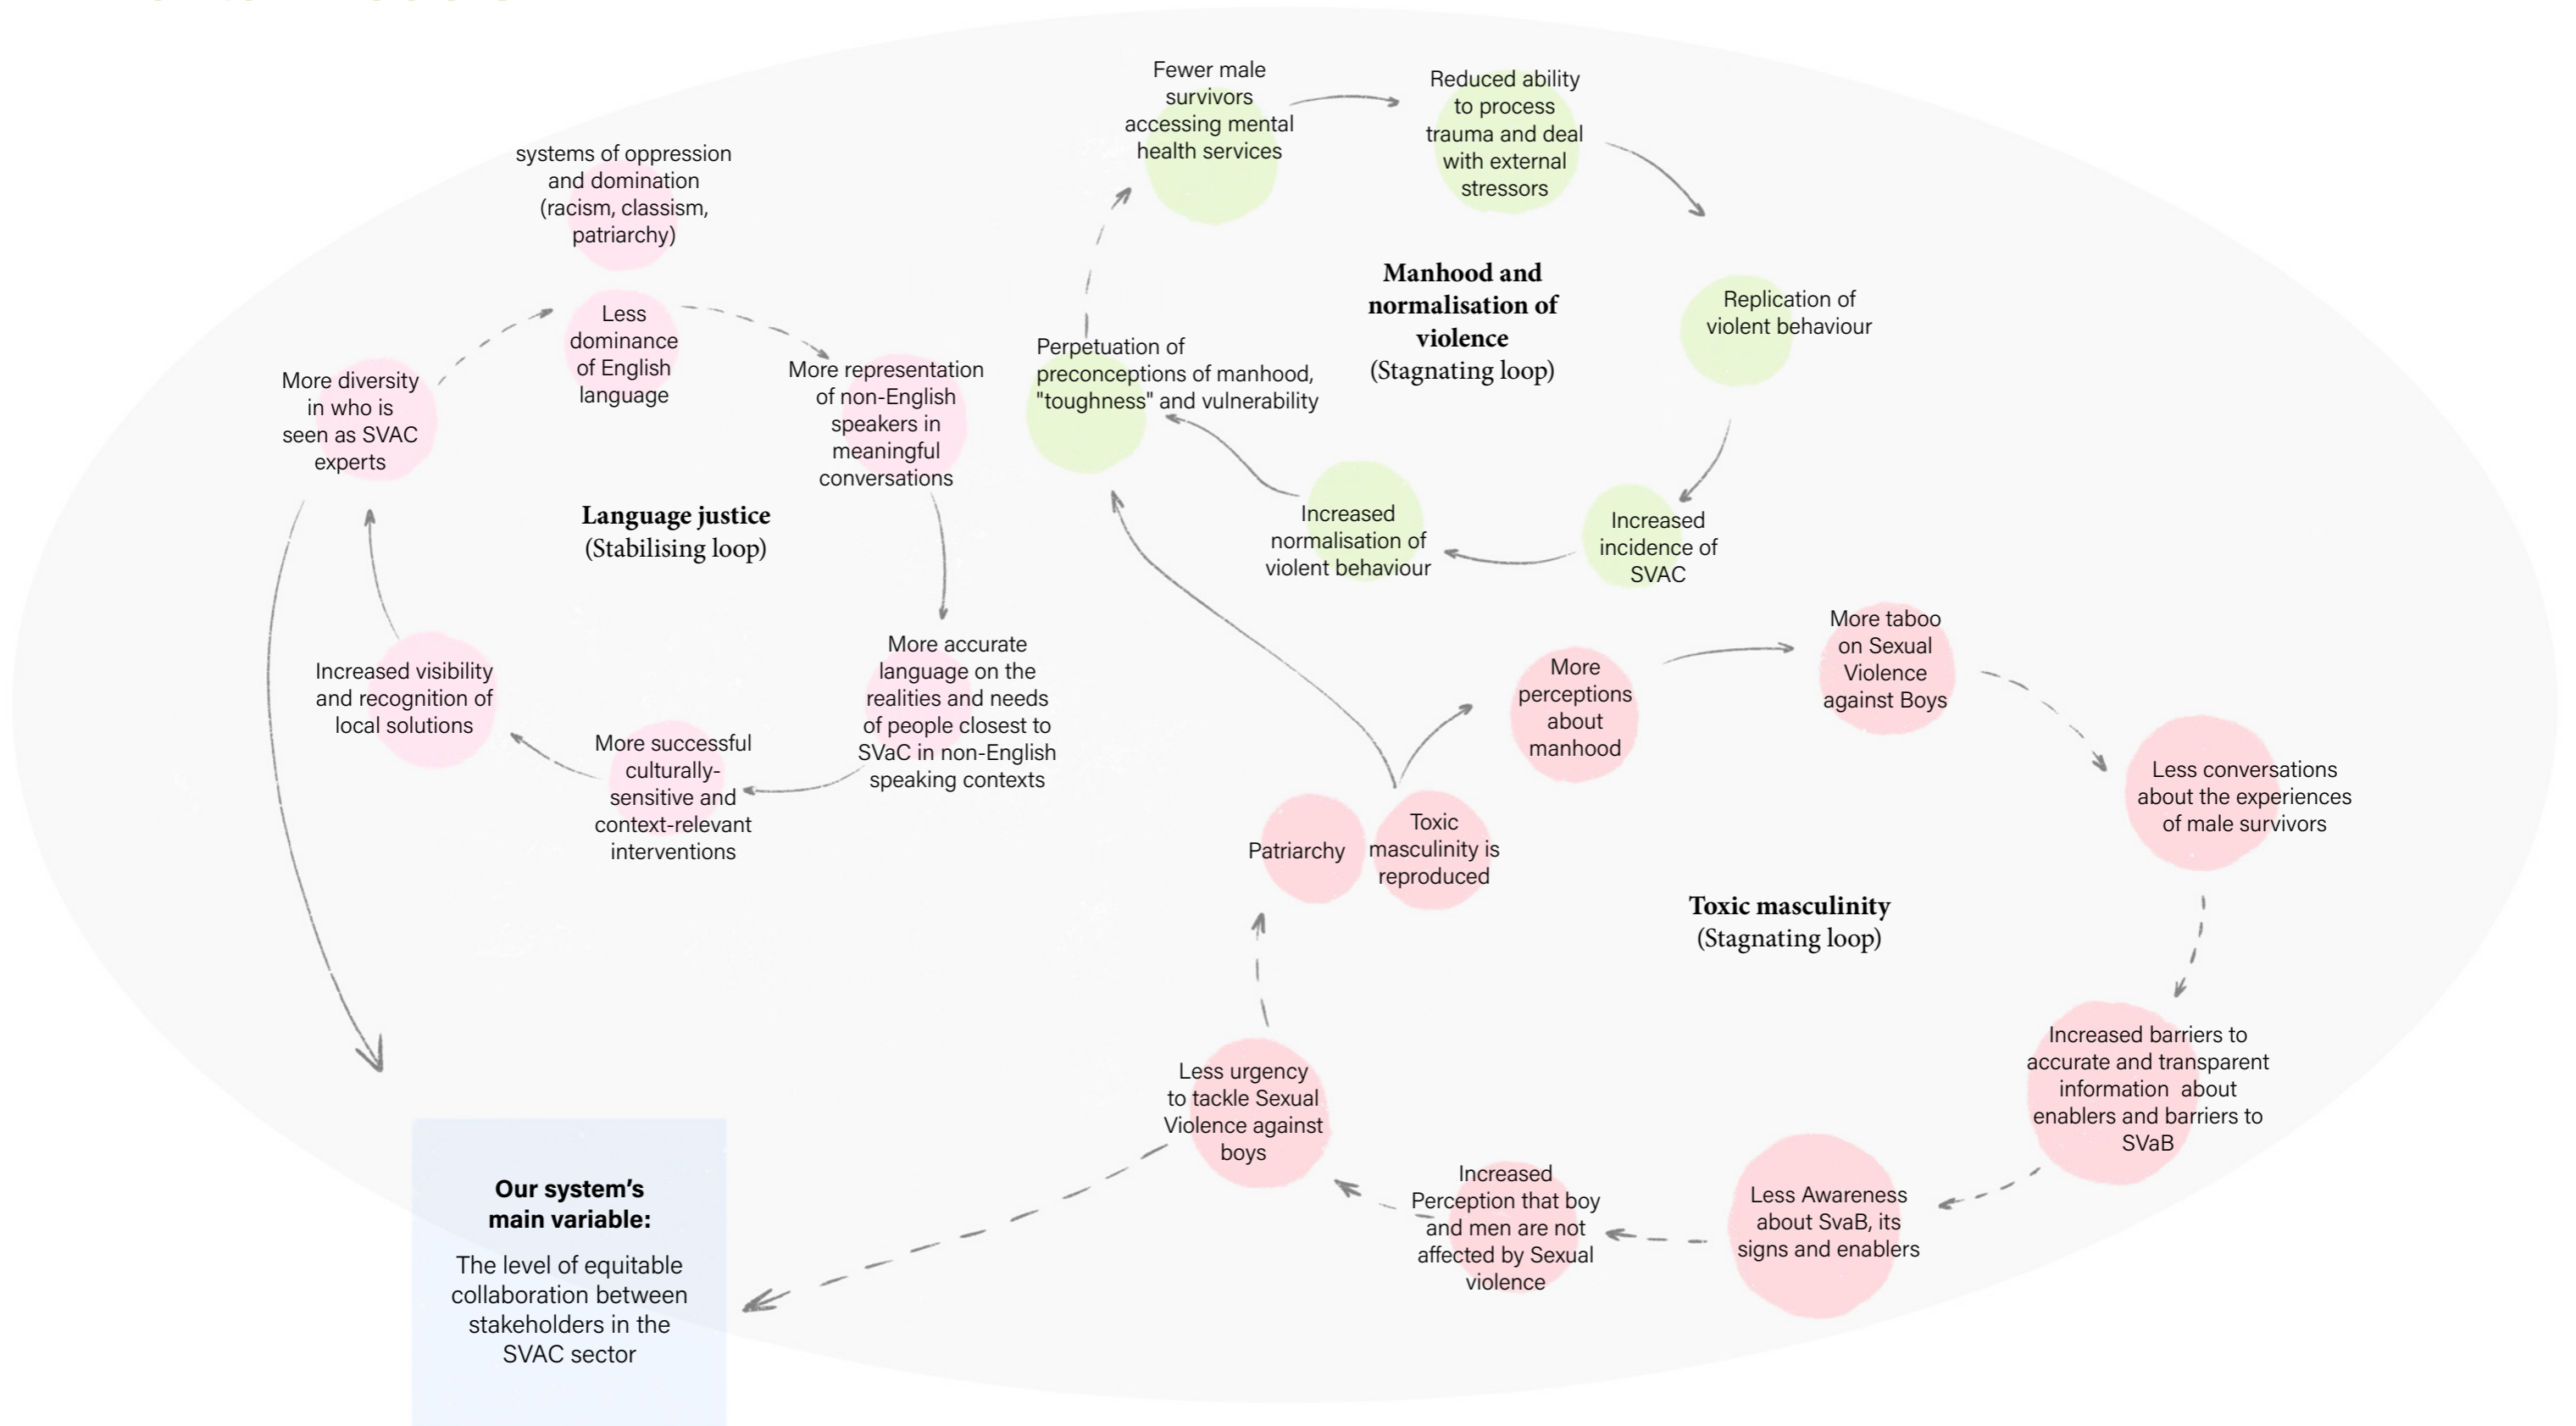 Fewer male
survivors
accessing mental
health services
Reduced ability
to process
trauma and deal
with external
stressors
systems of oppression
and domination
(racism, classism,
patriarchy)
Manhood and
normalisation of
violence
(Stagnating loop)
Replication of
violent behaviour
Less
dominance
of English
language
More diversity
in who is
seen as SVAC
experts
More representation
of non-English
speakers in
meaningful
conversations
Perpetuation of
preconceptions of manhood,
"toughness" and vulnerability
Language justice
(Stabilising loop)
Increased
normalisation of
violent behaviour
Increased
incidence of
SVAC
More accurate
language on the
realities and needs
of people closest to
SVaC in non-English
speaking contexts
Increased visibility
and recognition of
local solutions
More successful
culturally-
sensitive and
context-relevant
interventions
More
perceptions
about
manhood
More taboo
on Sexual
Violence
against Boys
Less conversations
about the experiences
of male survivors
Patriarchy
Toxic
masculinity is
reproduced
Toxic masculinity
(Stagnating loop)
Increased barriers to
accurate and transparent
information  about
enablers and barriers to
SVaB
Less urgency
to tackle Sexual
Violence against
boys
Increased
Perception that boy
and men are not
affected by Sexual
violence
Less Awareness
about SvaB, its
signs and enablers
Our system’s
main variable:
The level of equitable
collaboration between
stakeholders in the
SVAC sector